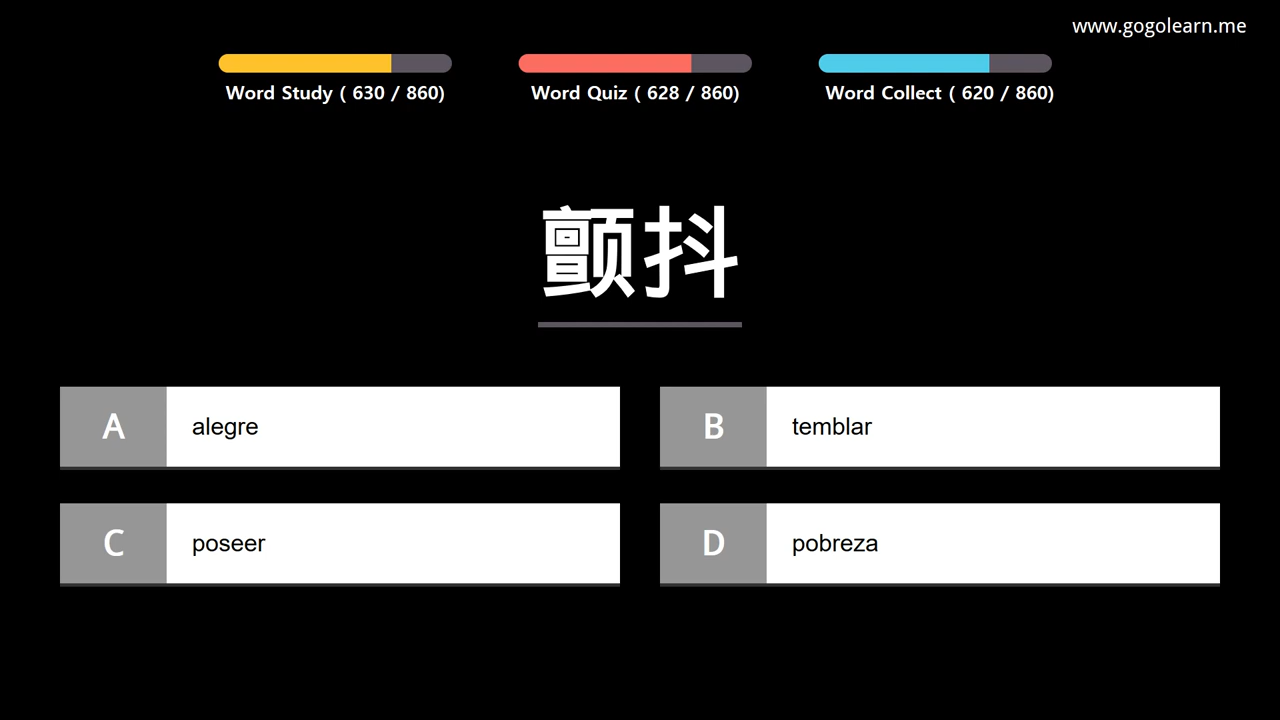 www.gogolearn.me
Word Study ( 630 / 860)
Word Quiz ( 628 / 860)
Word Collect ( 620 / 860)
颤抖
A alegre
B temblar
C poseer
D pobreza